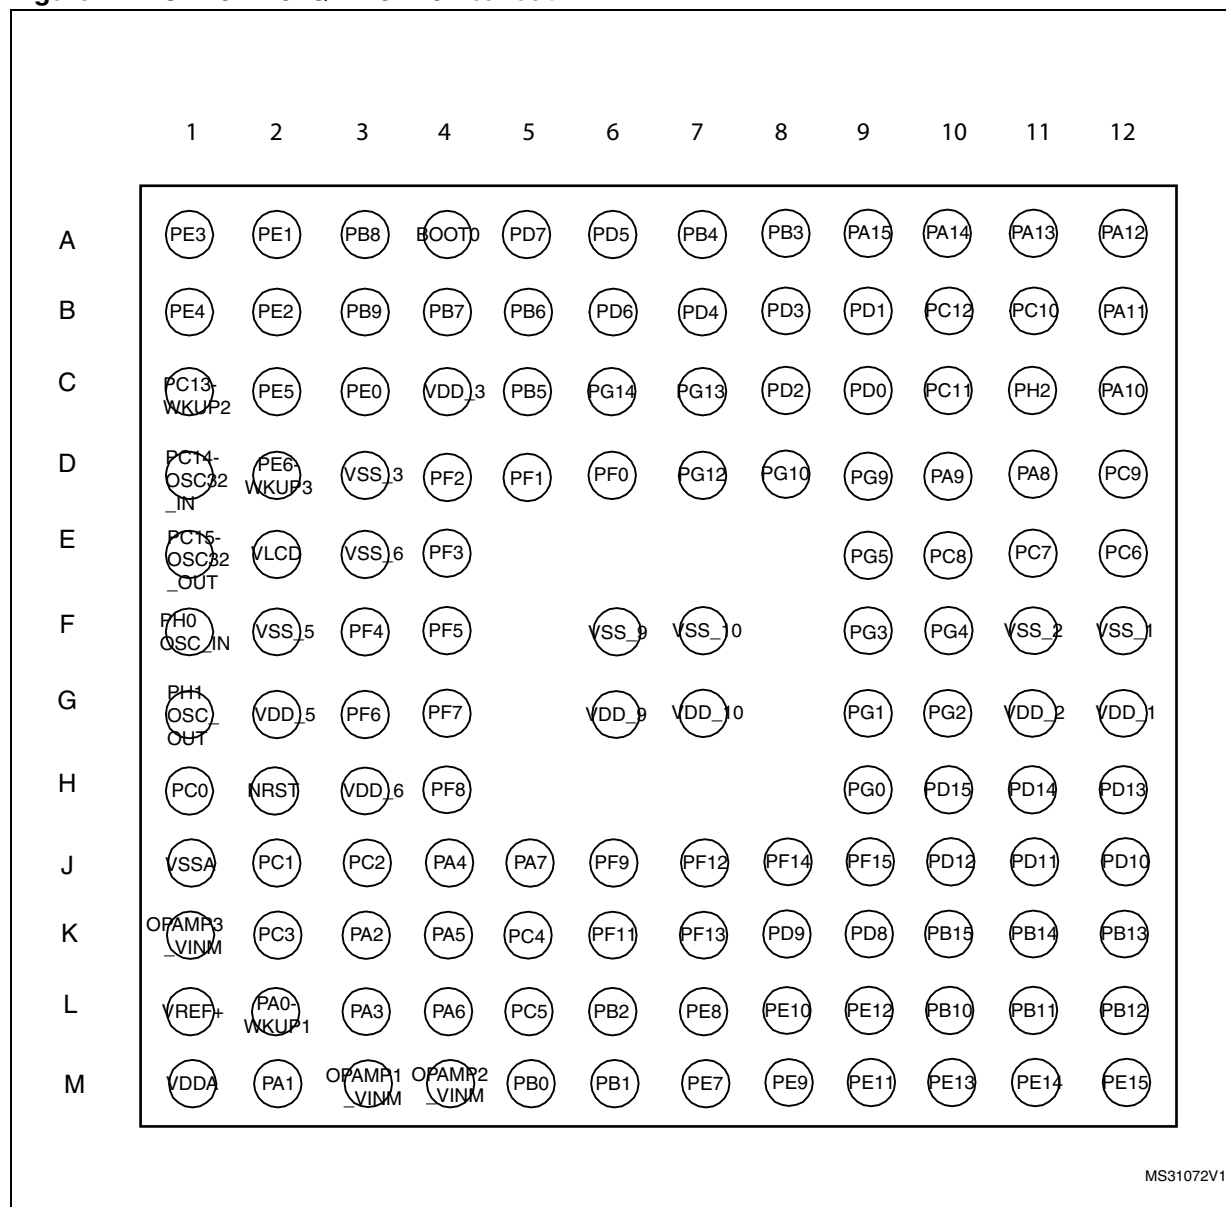 1 2 3 4 5 6 7 8 9 10 11 12
A PE3 PE1 PB8 BOOT0 PD7 PD5 PB4 PB3 PA15 PA14 PA13 PA12
B PE4 PE2 PB9 PB7 PB6 PD6 PD4 PD3 PD1 PC12 PC10 PA11
C PC13-WKUP2 PE5 PE0 VDD_3 PB5 PG14 PG13 PD2 PD0 PC11 PH2 PA10
D PC14-OSC32_IN PE6-WKUP3 VSS_3 PF2 PF1 PF0 PG12 PG10 PG9 PA9 PA8 PC9
E PC15-OSC32_OUT VLCD VSS_6 PF3 PG5 PC8 PC7 PC6
F PH0 OSC_IN VSS_5 PF4 PF5 VSS_9 VSS_10 PG3 PG4 VSS_2 VSS_1
G PH1 OSC_OUT VDD_5 PF6 PF7 VDD_9 VDD_10 PG1 PG2 VDD_2 VDD_1
H PC0 NRST VDD_6 PF8 PG0 PD15 PD14 PD13
J VSSA PC1 PC2 PA4 PA7 PF9 PF12 PF14 PF15 PD12 PD11 PD10
K OPAMP3_VINM PC3 PA2 PA5 PC4 PF11 PF13 PD9 PD8 PB15 PB14 PB13
L VREF+ PA0-WKUP1 PA3 PA6 PC5 PB2 PE8 PE10 PE12 PB10 PB11 PB12
M VDDA PA1 OPAMP1_VINM OPAMP2_VINM PB0 PB1 PE7 PE9 PE11 PE13 PE14 PE15
MS31072V1